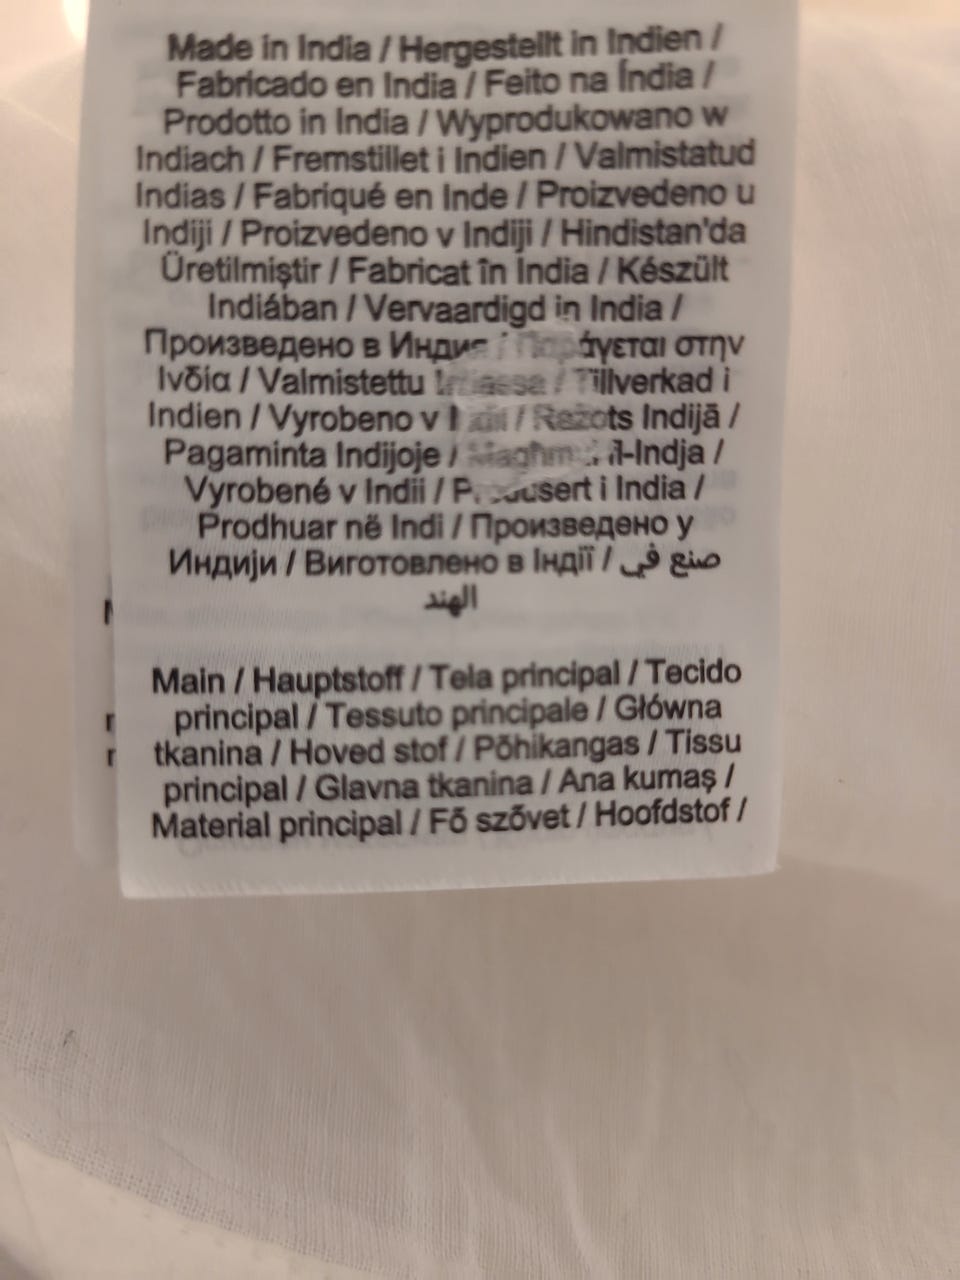 Made in India / Hergestellt in Indien /
Fabricado en India / Feito na Índia /
Prodotto in India / Wyprodukowano w
Indiach / Fremstillet i Indien / Valmistatud
Indias / Fabriqué en Inde / Proizvedeno u
Indiji / Proizvedeno v Indiji / Hindistan'da
Üretilmiştir / Fabricat în India / Készült
Indiában / Vervaardigd in India /
Произведено в / στην
Ινδία / Valmistettu / Tillverkad i
Indien / Vyrobeno v / Ražots Indijā /
Pagaminta Indijoje / il-Indja /
Vyrobené v Indii / i India /
Prodhuar në Indi / Произведено у
Индији / Виготовлено в Індії / صنع في
الهند
Main / Hauptstoff / Tela principal / Tecido
principal / Tessuto principale / Główna
tkanina / Hoved stof / Põhikangas / Tissu
principal / Glavna tkanina / Ana kumaş /
Material principal / Fő szővet / Hoofdstof /